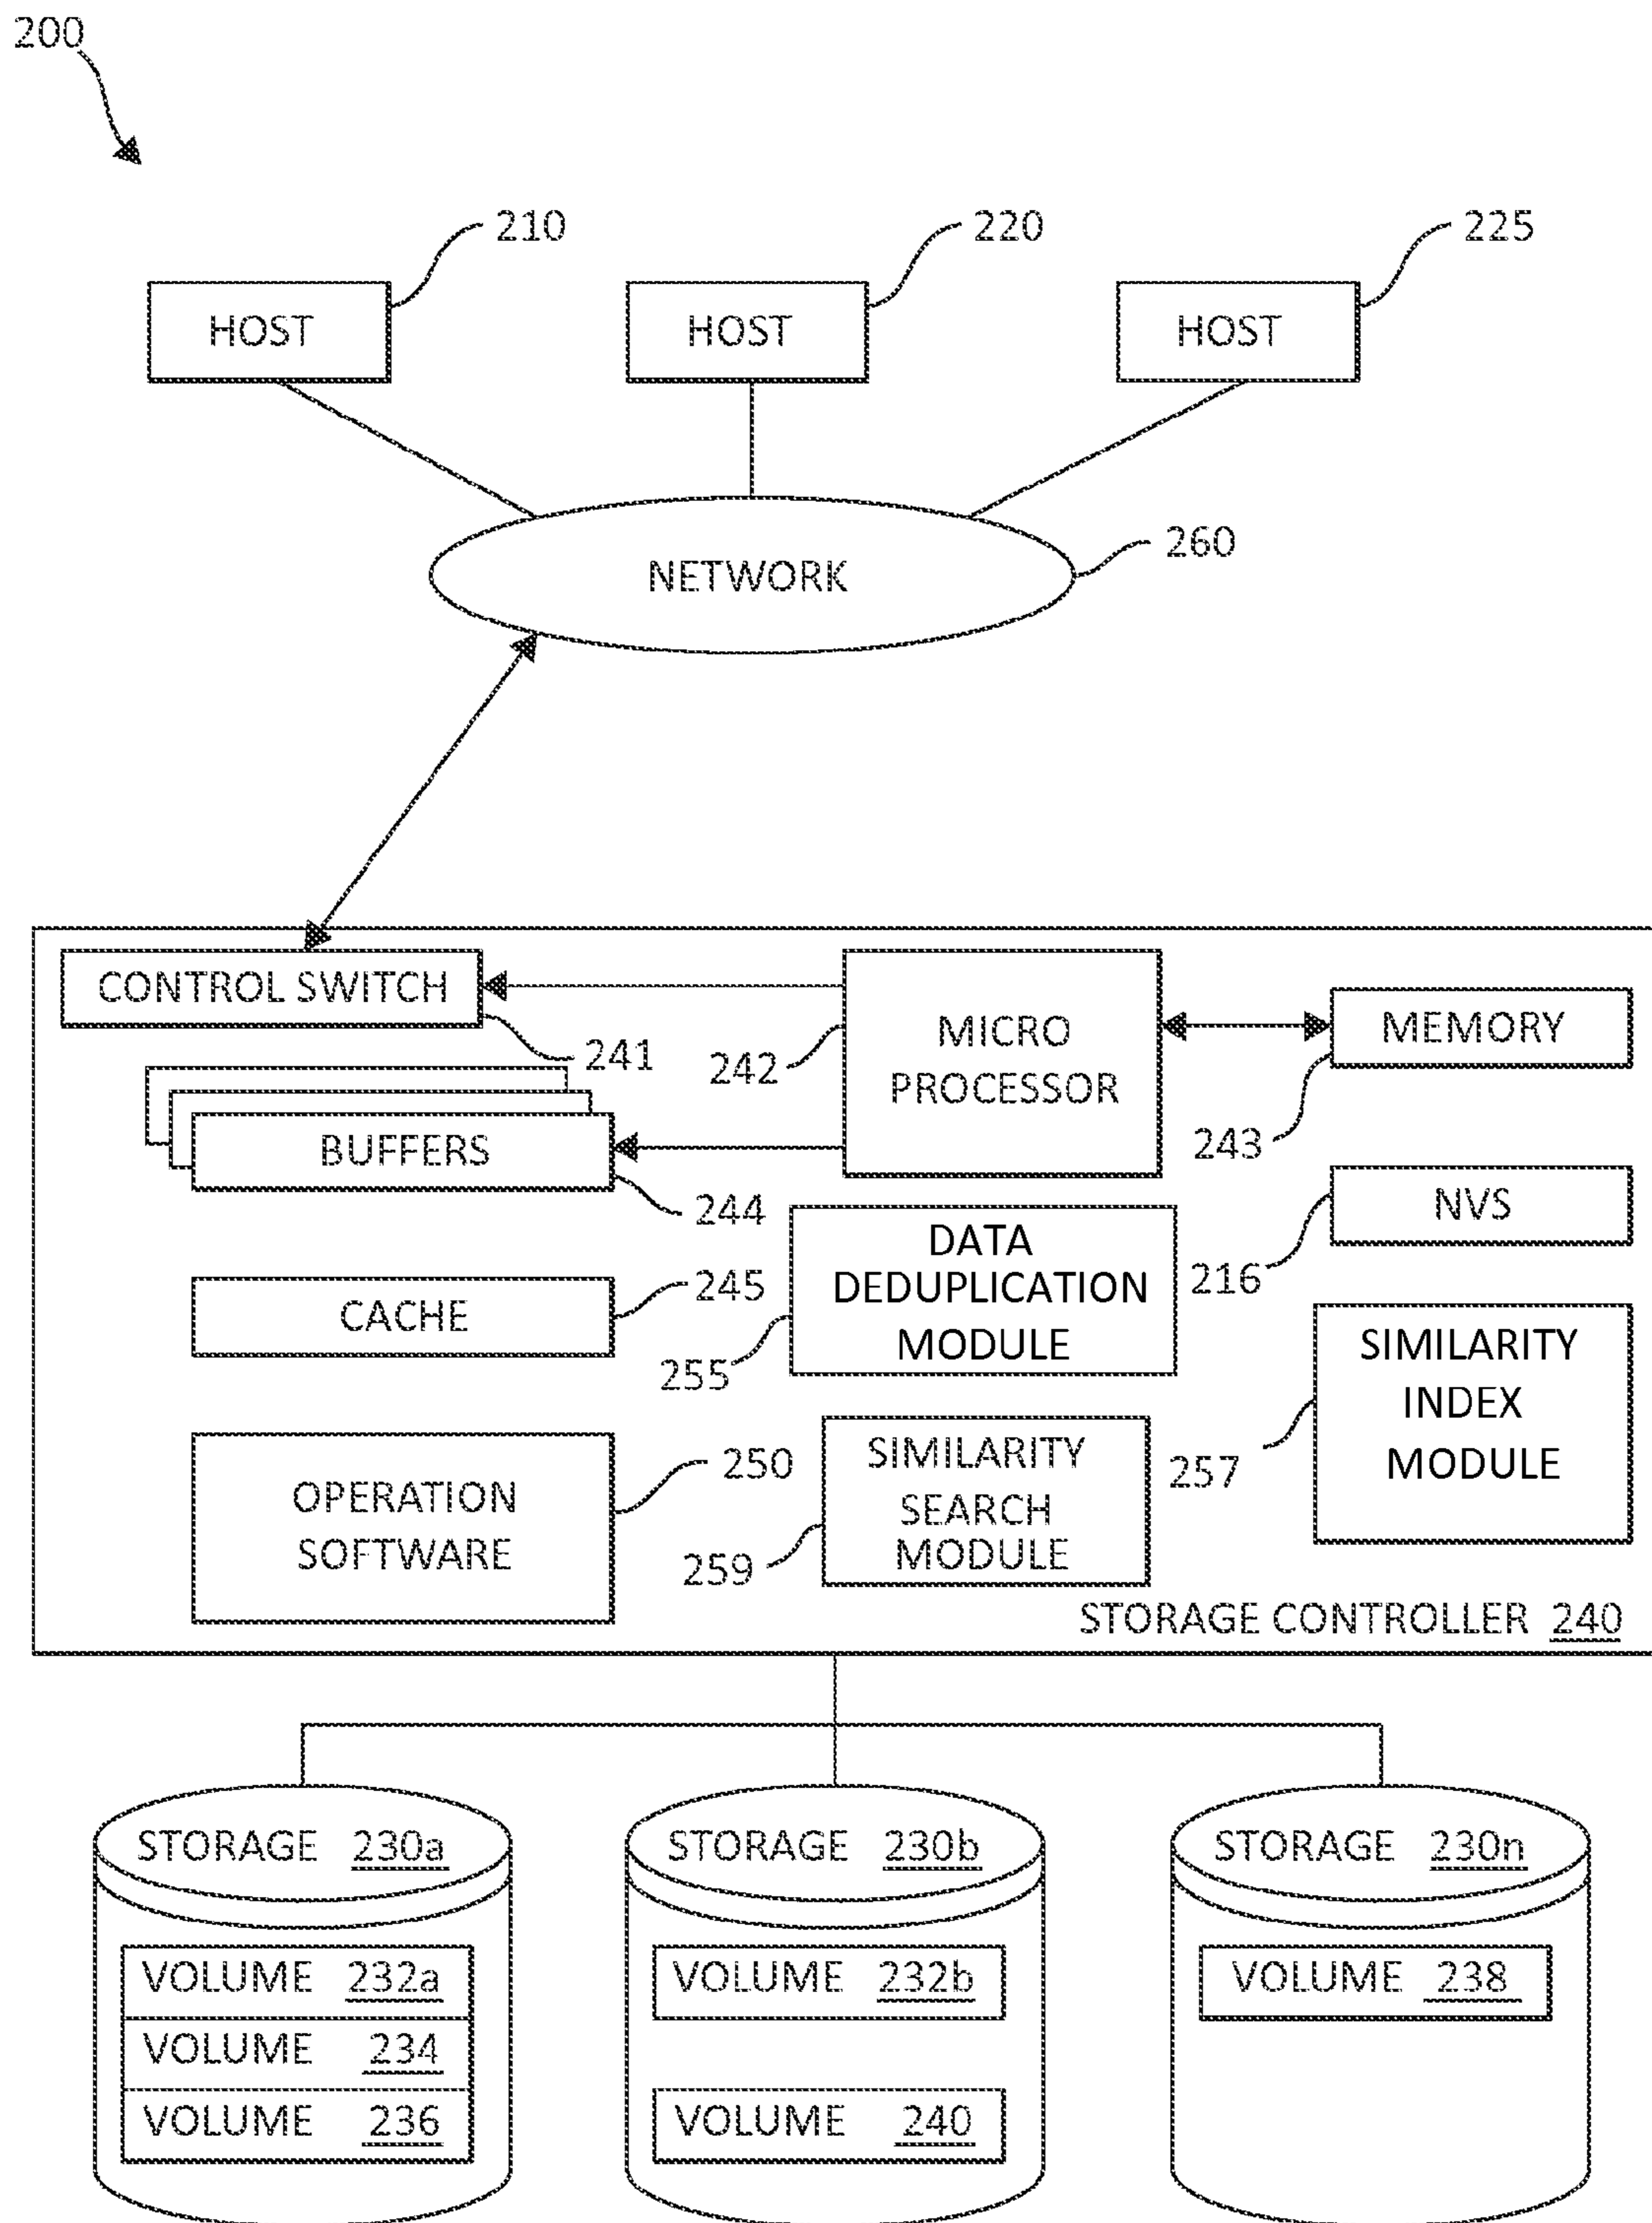 200
210
220
225
HOST
HOST
HOST
260
NETWORK
CONTROL SWITCH
241
242
MICRO
PROCESSOR
MEMORY
243
BUFFERS
244
NVS
216
DATA
DEDUPLICATION
MODULE
255
CACHE
245
SIMILARITY
INDEX
MODULE
257
OPERATION
SOFTWARE
250
SIMILARITY
SEARCH
MODULE
259
STORAGE CONTROLLER 240
STORAGE 230a
STORAGE 230b
STORAGE 230n
VOLUME 232a
VOLUME 234
VOLUME 236
VOLUME 232b
VOLUME 240
VOLUME 238